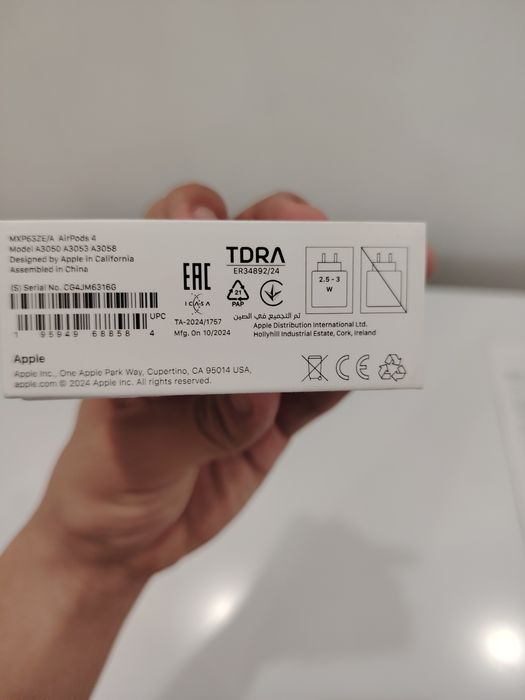 MXP63ZE/A AirPods 4
Model A3050 A3053 A3058
Designed by Apple in California
Assembled in China
(S) Serial No. CG4JM6316G
UPC
1 95949 68858 4
EAC
ICASA
TA-2024/1757
Mfg. On 10/2024
TDRA
ER34892/24
21
PAP
تم التجميع في الصين
Apple Distribution International Ltd.
Hollyhill Industrial Estate, Cork, Ireland
2.5 - 3
W
Apple
Apple Inc., One Apple Park Way, Cupertino, CA 95014 USA,
apple.com © 2024 Apple Inc. All rights reserved.
CE